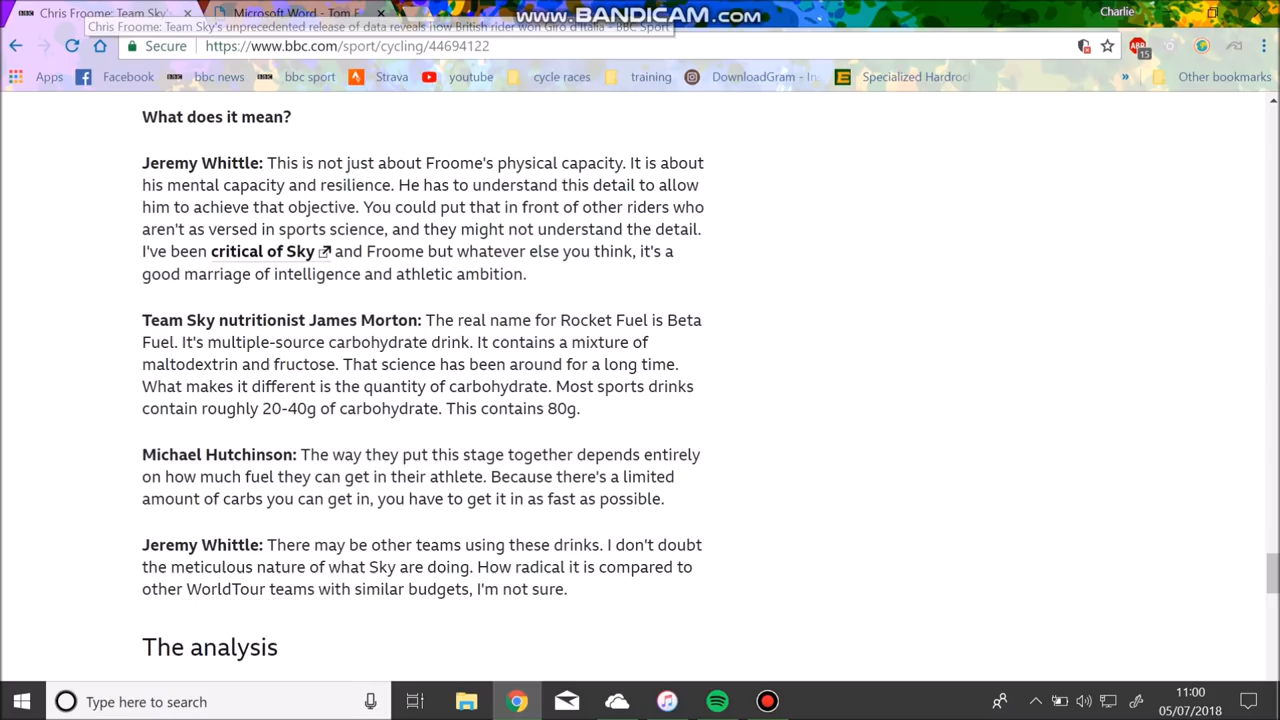 Chris Froome: Team Sky'
Microsoft Word - Tom F
www.BANDICAM.com
Charlie
Chris Froome: Team Sky's unprecedented release of data reveals how British rider won Giro d'Italia - BBC Sport
Secure
https://www.bbc.com/sport/cycling/44694122
15
Apps
Facebook
bbc news
bbc sport
Strava
youtube
cycle races
training
DownloadGram - In
Specialized Hardroc
»
Other bookmarks
What does it mean?
Jeremy Whittle: This is not just about Froome's physical capacity. It is about
his mental capacity and resilience. He has to understand this detail to allow
him to achieve that objective. You could put that in front of other riders who
aren't as versed in sports science, and they might not understand the detail.
I've been critical of Sky and Froome but whatever else you think, it's a
good marriage of intelligence and athletic ambition.
Team Sky nutritionist James Morton: The real name for Rocket Fuel is Beta
Fuel. It's multiple-source carbohydrate drink. It contains a mixture of
maltodextrin and fructose. That science has been around for a long time.
What makes it different is the quantity of carbohydrate. Most sports drinks
contain roughly 20-40g of carbohydrate. This contains 80g.
Michael Hutchinson: The way they put this stage together depends entirely
on how much fuel they can get in their athlete. Because there's a limited
amount of carbs you can get in, you have to get it in as fast as possible.
Jeremy Whittle: There may be other teams using these drinks. I don't doubt
the meticulous nature of what Sky are doing. How radical it is compared to
other WorldTour teams with similar budgets, I'm not sure.
The analysis
Type here to search
11:00
05/07/2018